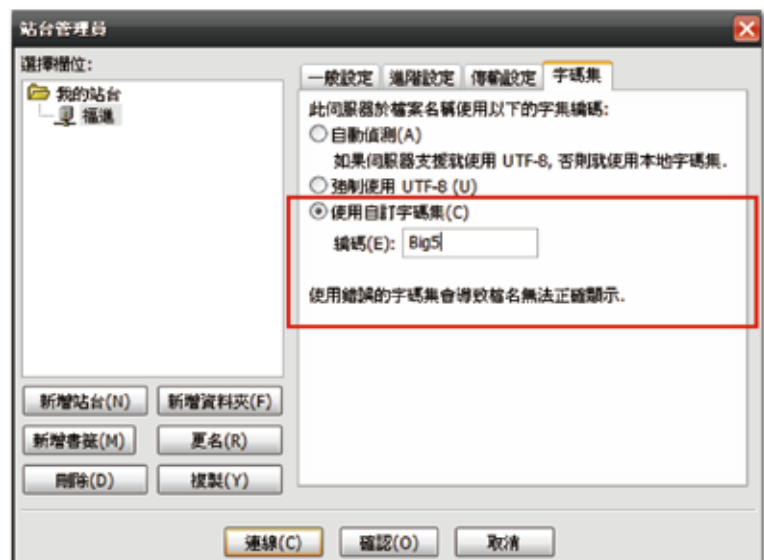 站台管理員
選擇欄位:
我的站台
福進
一般設定 進階設定 傳輸設定 字碼集
此伺服器於檔案名稱使用以下的字集編碼:
自動偵測(A)
如果伺服器支援就使用 UTF-8, 否則就使用本地字碼集.
強制使用 UTF-8 (U)
使用自訂字碼集(C)
編碼(E): Big5
使用錯誤的字碼集會導致檔名無法正確顯示.
新增站台(N) 新增資料夾(F)
新增書籤(M) 更名(R)
刪除(D) 複製(Y)
連線(C) 確認(O) 取消